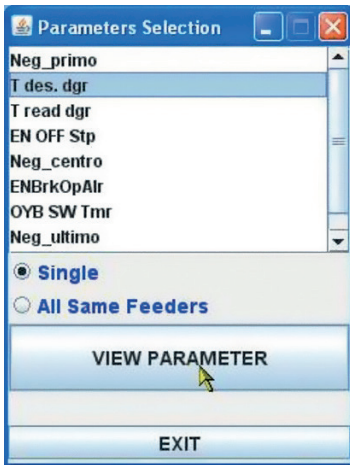 Parameters Selection
Neg_primo
T des. dgr
T read dgr
EN OFF Stp
Neg_centro
ENBrkOpAlr
OYB SW Tmr
Neg_ultimo
Single
All Same Feeders
VIEW PARAMETER
EXIT